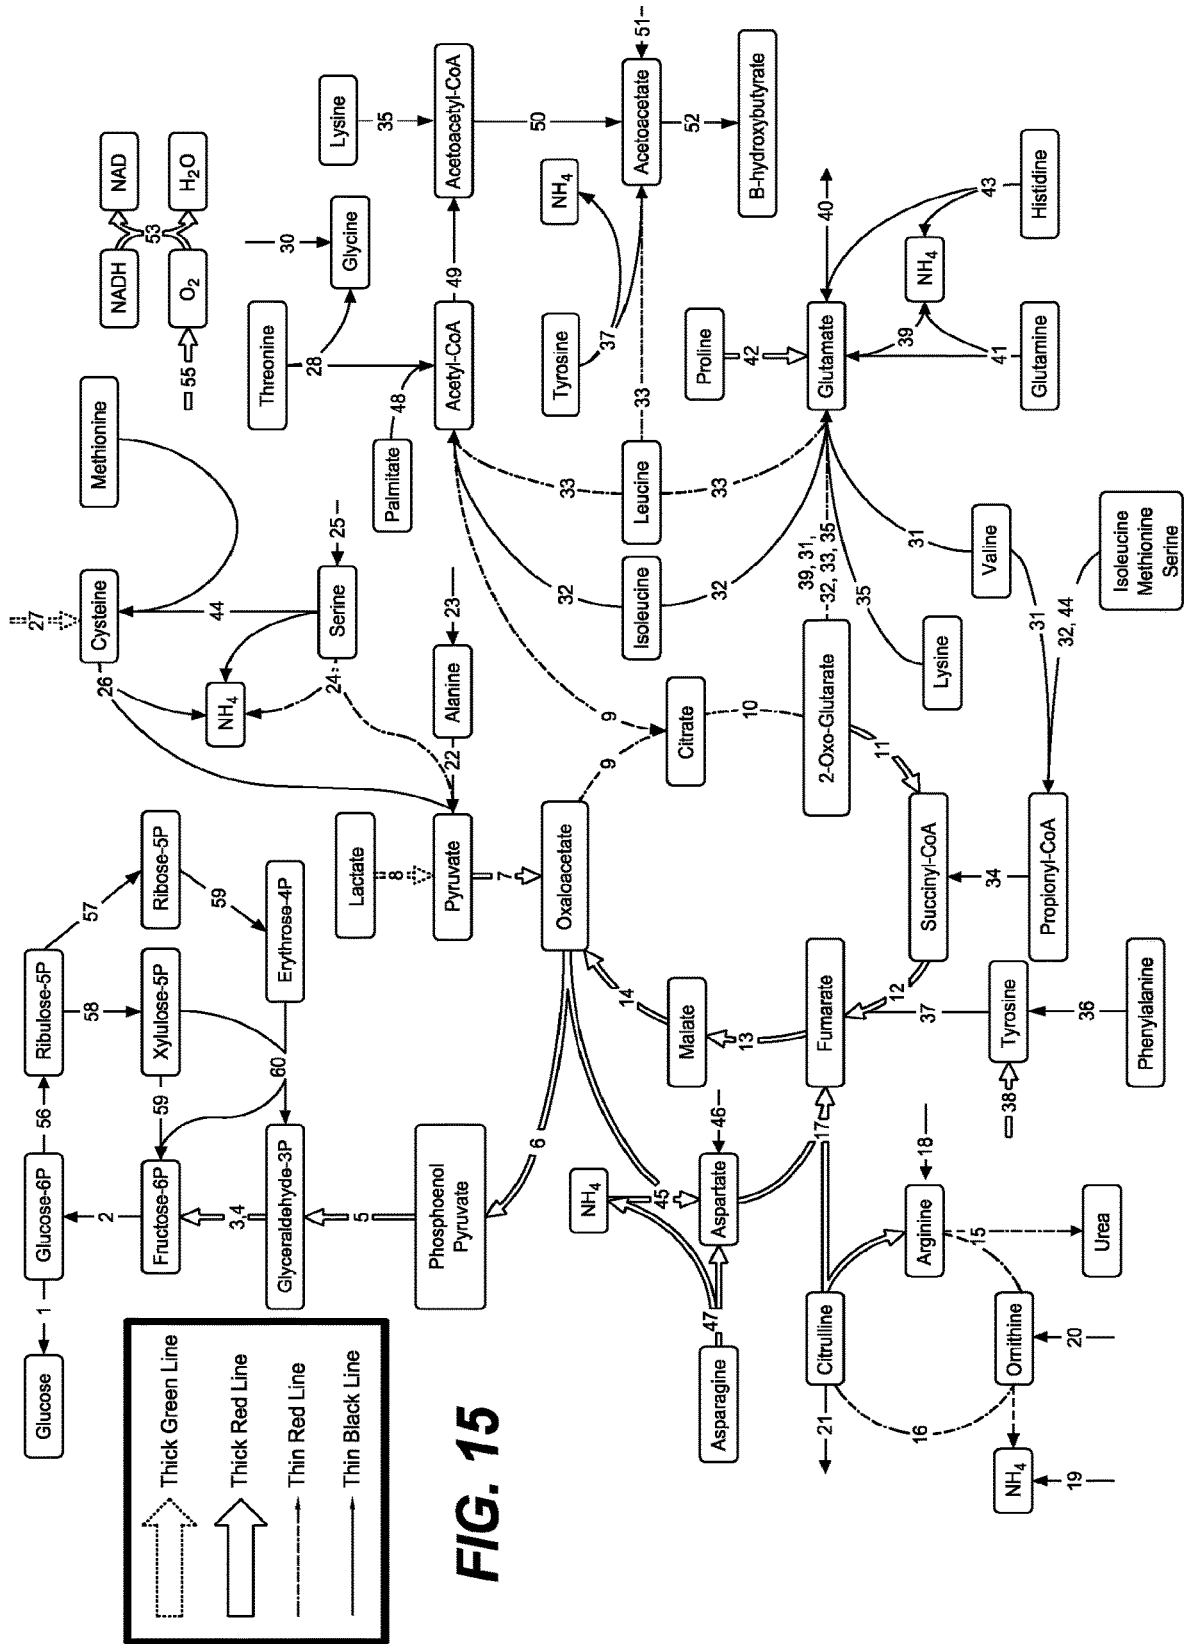 Glucose
1
Glucose-6P
56
Ribulose-5P
57
58
2
Fructose-6P
59
Xylulose-5P
Ribose-5P
59
3,4
60
Glyceraldehyde-3P
Erythrose-4P
5
Phosphoenol
Pyruvate
6
Lactate
8
Pyruvate
7
Oxaloacetate
22
Alanine
23
27
Cysteine
26
44
NH4
24
Serine
25
Methionine
55
O2
H2O
53
NADH
NAD
Threonine
28
30
Glycine
Palmitate
48
Acetyl-CoA
49
Lysine
35
Acetoacetyl-CoA
50
51
Acetoacetate
52
B-hydroxybutyrate
Tyrosine
37
NH4
33
Leucine
33
33
Isoleucine
32
32
9
9
Citrate
10
2-Oxo-Glutarate
39, 31,
32, 33, 35
Proline
42
Glutamate
40
39
41
NH4
43
Glutamine
Histidine
35
Lysine
31
Valine
31
32, 44
Isoleucine
Methionine
Serine
11
Succinyl-CoA
34
Propionyl-CoA
12
Fumarate
13
Malate
14
37
Tyrosine
38
36
Phenylalanine
NH4
45
46
Aspartate
47
Asparagine
17
Citrulline
21
18
Arginine
15
Urea
16
Ornithine
20
NH4
19
Thick Green Line
Thick Red Line
Thin Red Line
Thin Black Line
FIG. 15